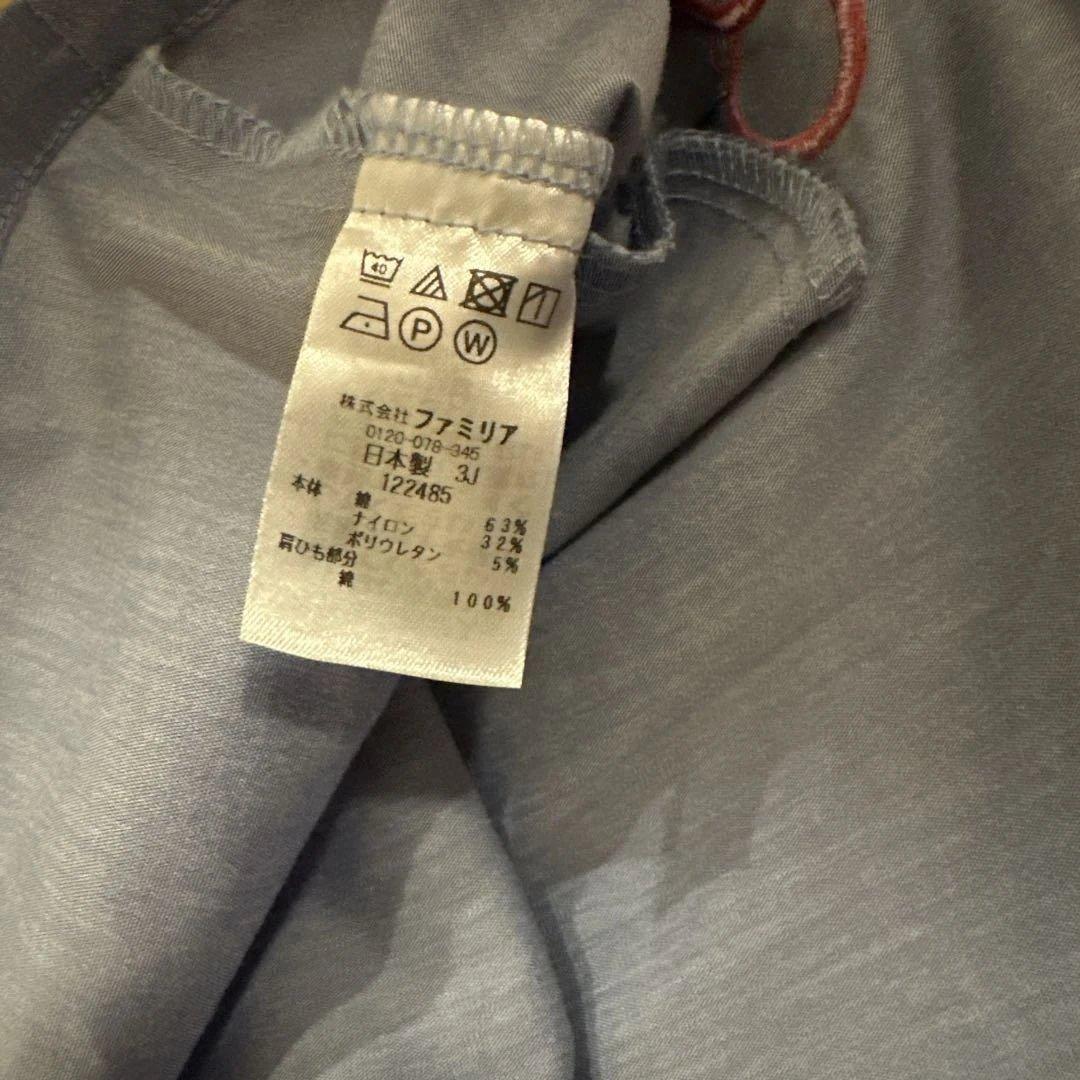 40
P W
株式会社 ファミリア
0120-078-345
日本製 3J
122485
本体 綿 63%
ナイロン 32%
ポリウレタン 5%
肩ひも部分
綿 100%